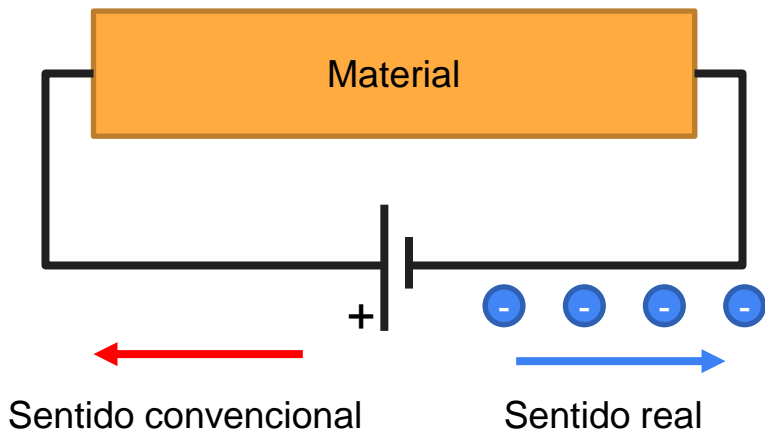 Material
- - - -
+
Sentido convencional
Sentido real